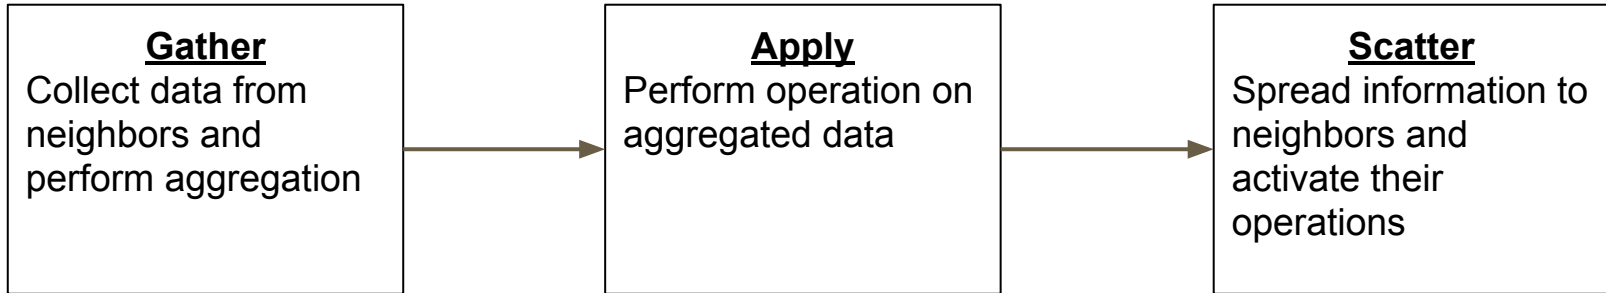 Gather
Collect data from
neighbors and
perform aggregation
Apply
Perform operation on
aggregated data
Scatter
Spread information to
neighbors and
activate their
operations